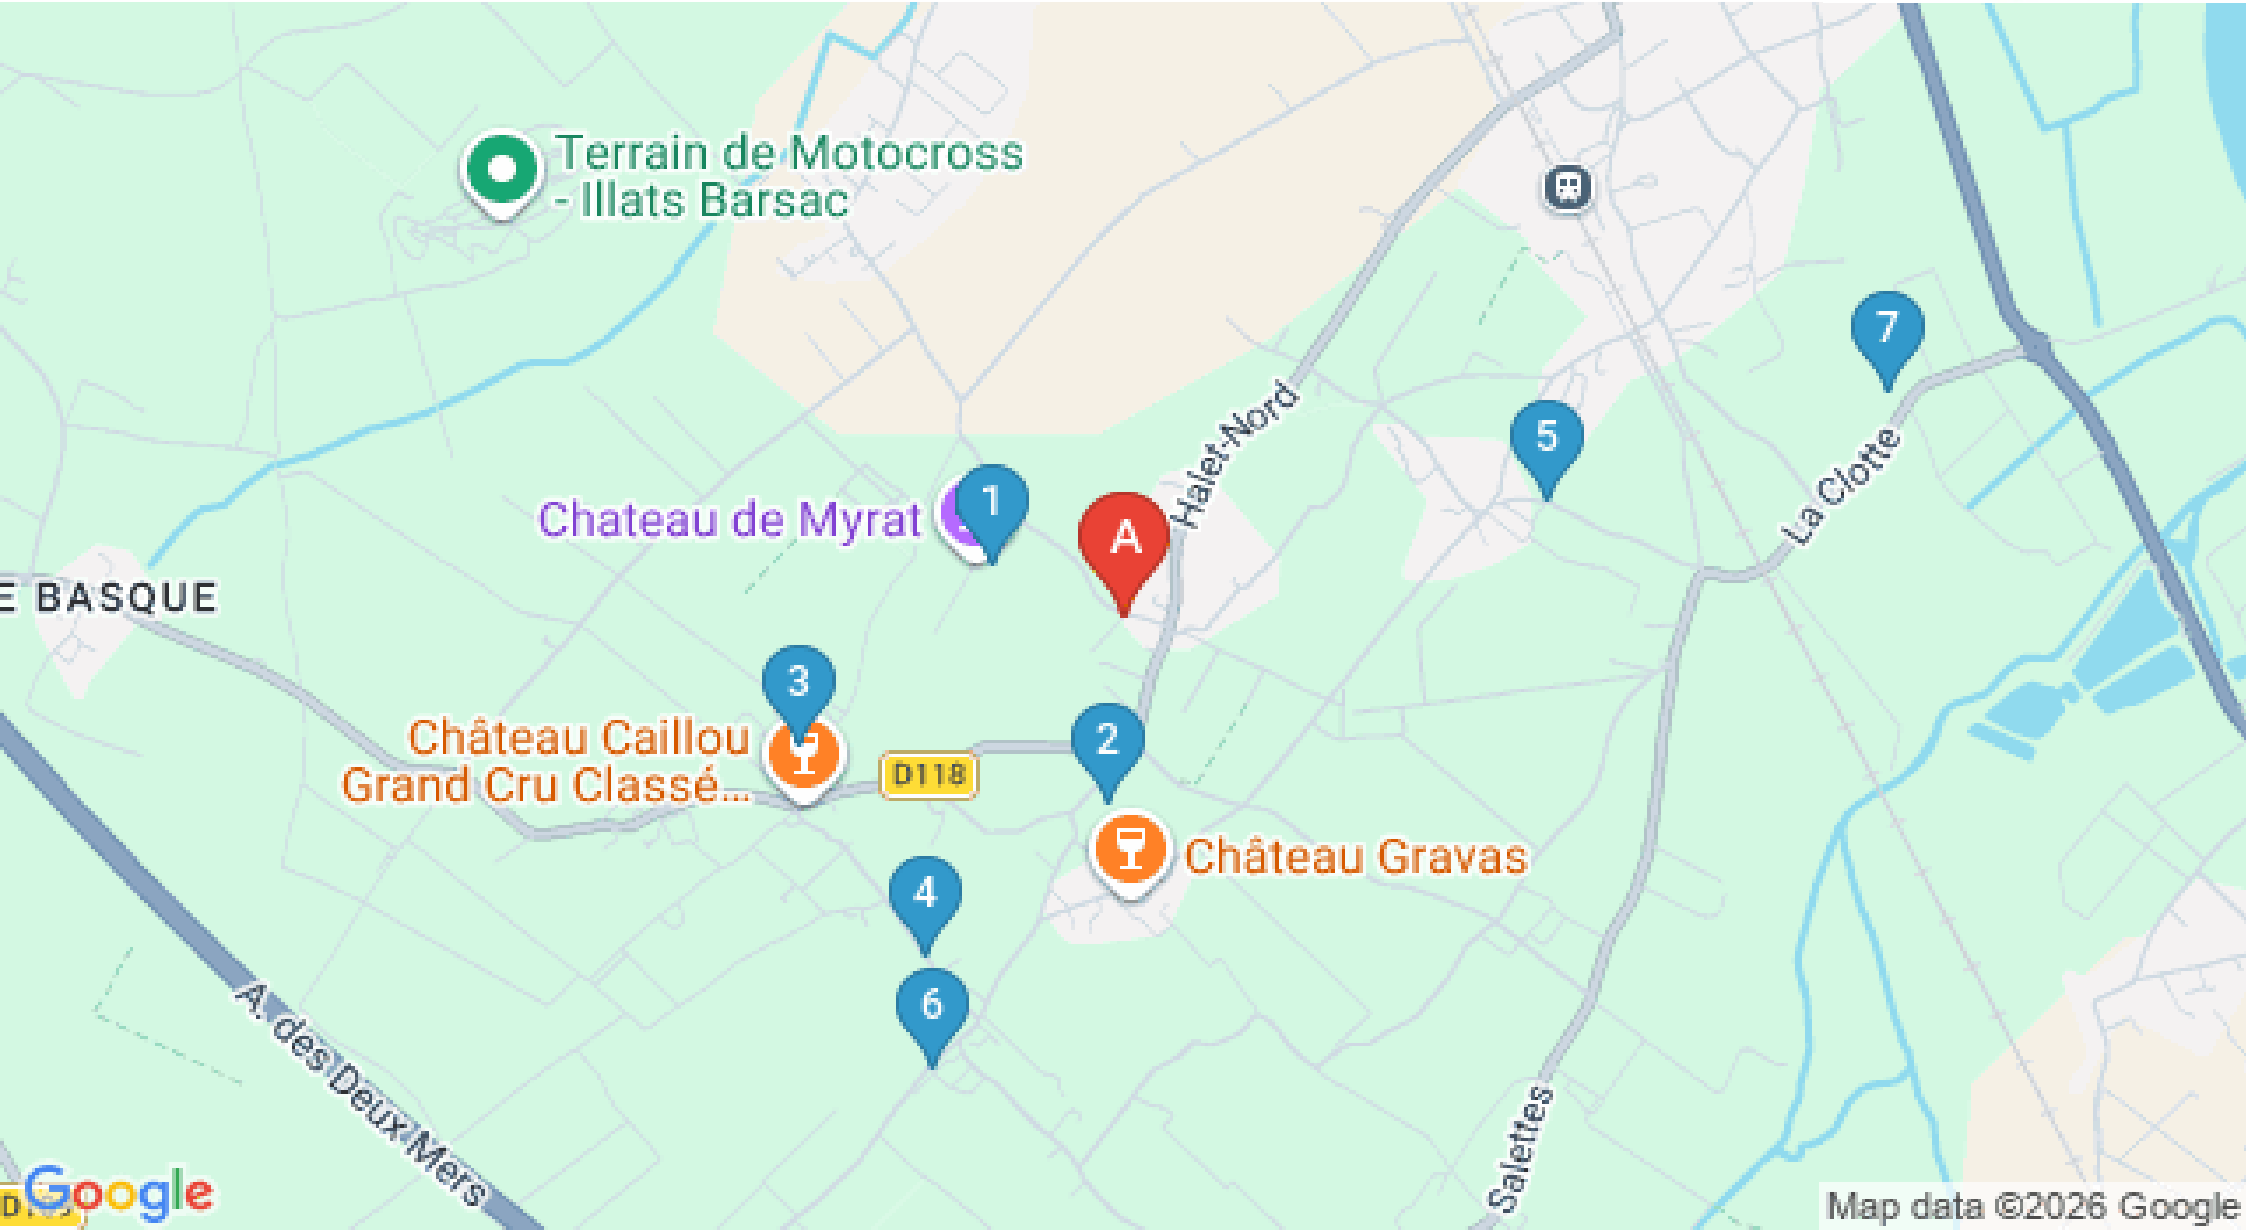 Terrain de Motocross
- Illats Barsac
7
Halet-Nord
5
La Clotte
1
Chateau de Myrat
A
E BASQUE
3
2
Château Caillou
Grand Cru Classé...
D118
Château Gravas
4
6
A. des Deux Mers
Salettes
Google
Map data ©2026 Google